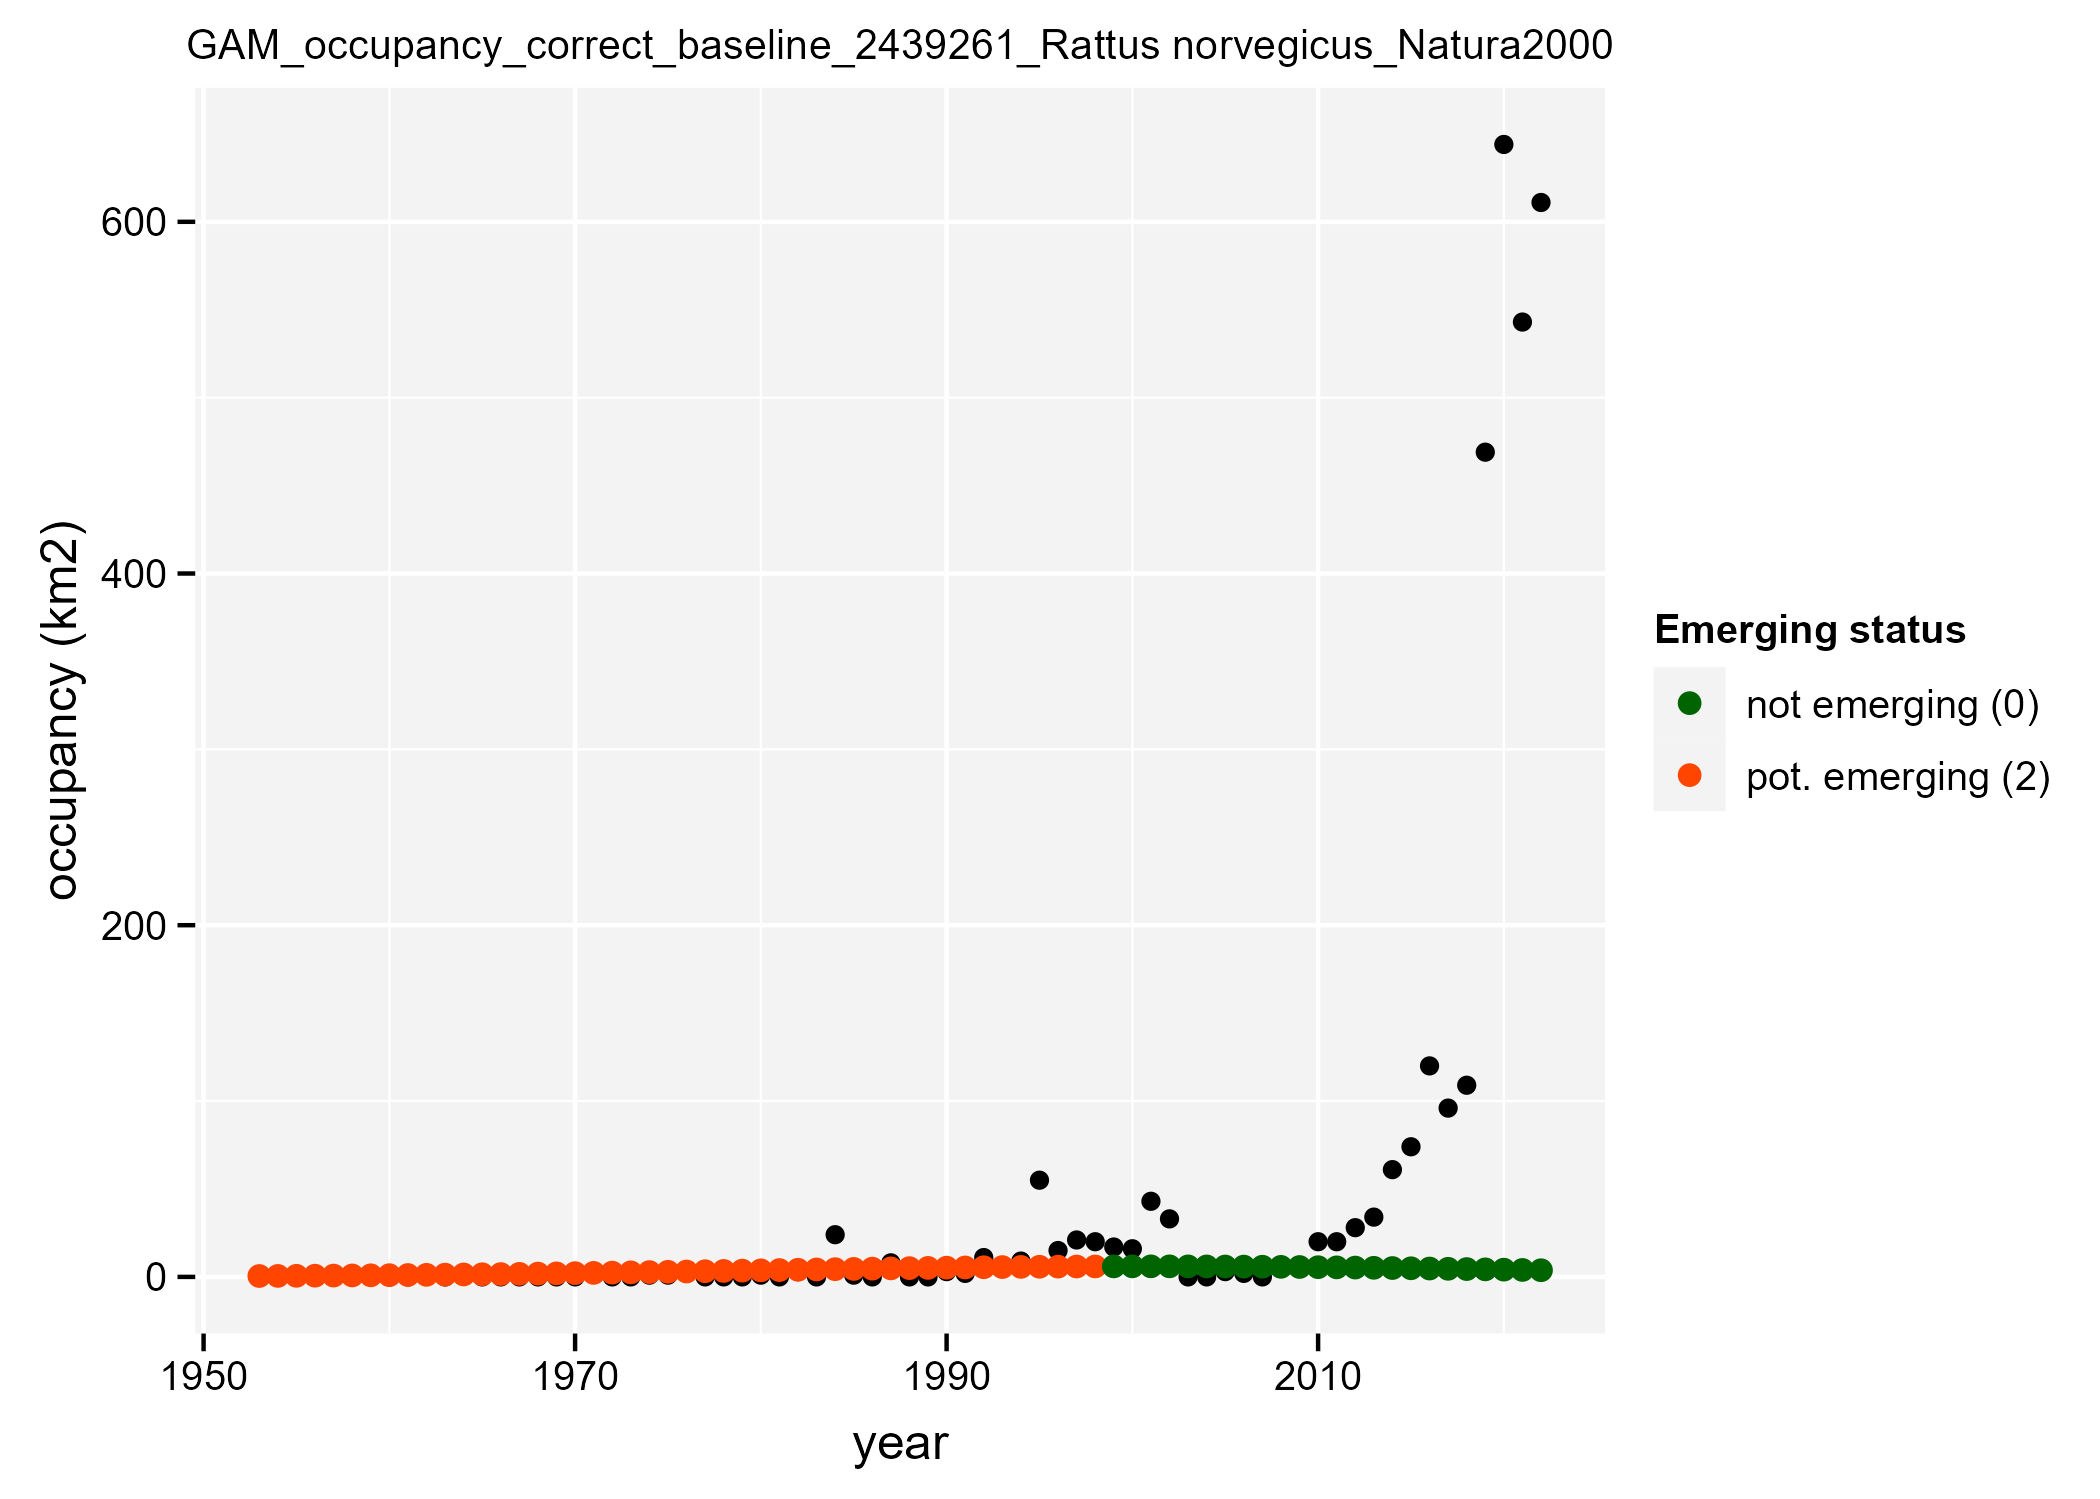 GAM_occupancy_correct_baseline_2439261_Rattus norvegicus_Natura2000
600
400
200
0
occupancy (km2)
1950
1970
1990
2010
year
Emerging status
not emerging (0)
pot. emerging (2)